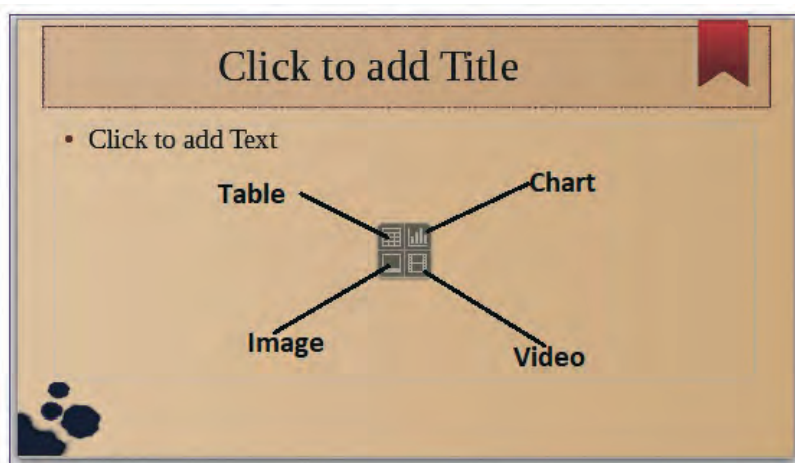 Click to add Title
• Click to add Text
Table
Chart
Image
Video